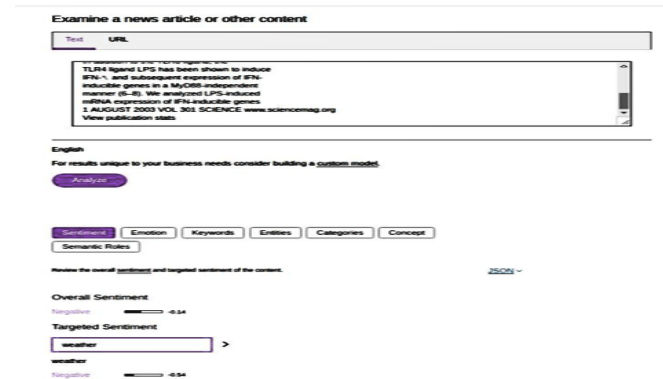 Examine a news article or other content
Text URL
TLR4 ligand LPS has been shown to induce
IFN- and subsequent expression of IFN-
inducible genes in a MyD88-independent
manner (6–8). We analyzed LPS-induced
mRNA expression of IFN-inducible genes
1 AUGUST 2003 VOL 301 SCIENCE www.sciencemag.org
View publication stats
English
For results unique to your business needs consider building a custom model.
Analyze
Sentiment Emotion Keywords Entities Categories Concept
Semantic Roles
Review the overall sentiment and targeted sentiment of the content.
JSON
Overall Sentiment
Negative -0.14
Targeted Sentiment
weather
weather
Negative -0.54